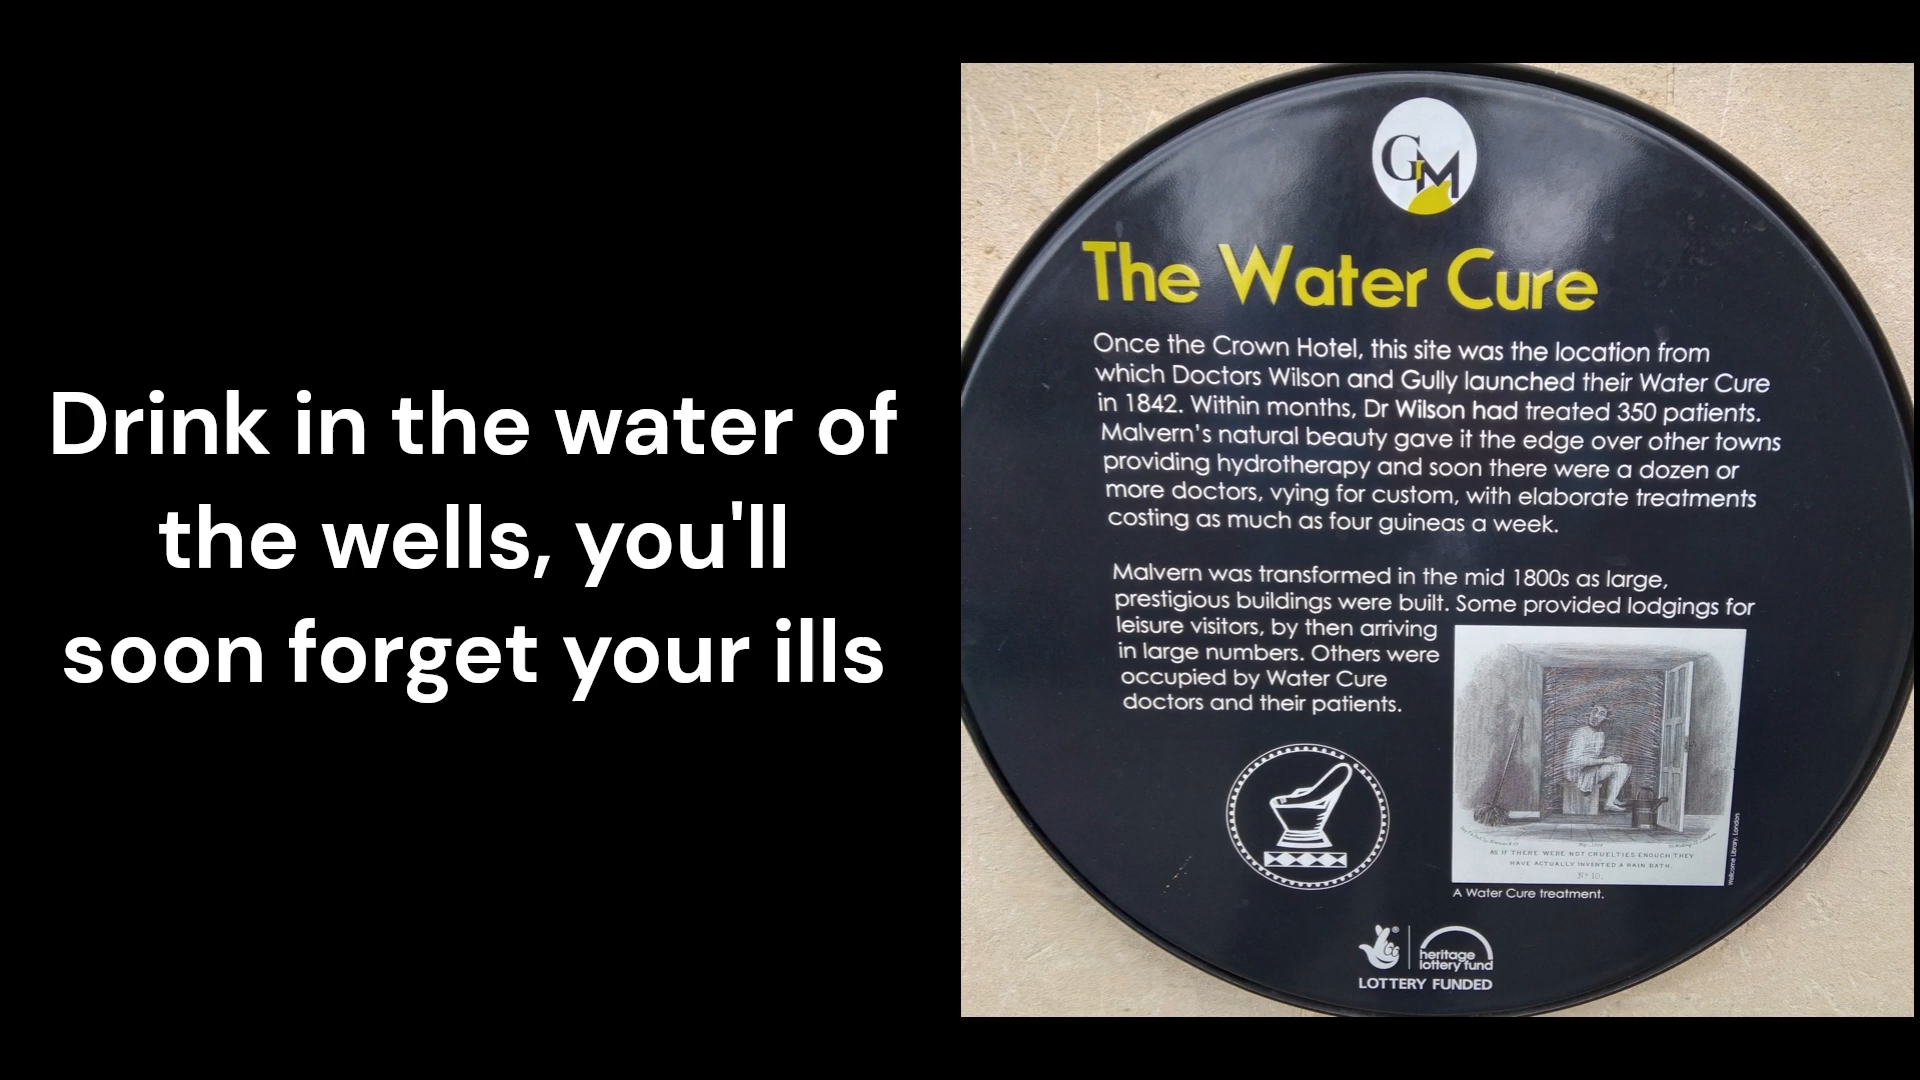 Drink in the water of
the wells, you'll
soon forget your ills
GM
The Water Cure
Once the Crown Hotel, this site was the location from
which Doctors Wilson and Gully launched their Water Cure
in 1842. Within months, Dr Wilson had treated 350 patients.
Malvern's natural beauty gave it the edge over other towns
providing hydrotherapy and soon there were a dozen or
more doctors, vying for custom, with elaborate treatments
costing as much as four guineas a week.
Malvern was transformed in the mid 1800s as large,
prestigious buildings were built. Some provided lodgings for
leisure visitors, by then arriving
in large numbers. Others were
occupied by Water Cure
doctors and their patients.
AS IF THERE WERE NOT CRUELTIES ENOUGH, THEY
HAVE ACTUALLY INVENTED A RAIN BATH.
Nº 10.
Wellcome Library, London
A Water Cure treatment.
heritage
lottery fund
LOTTERY FUNDED